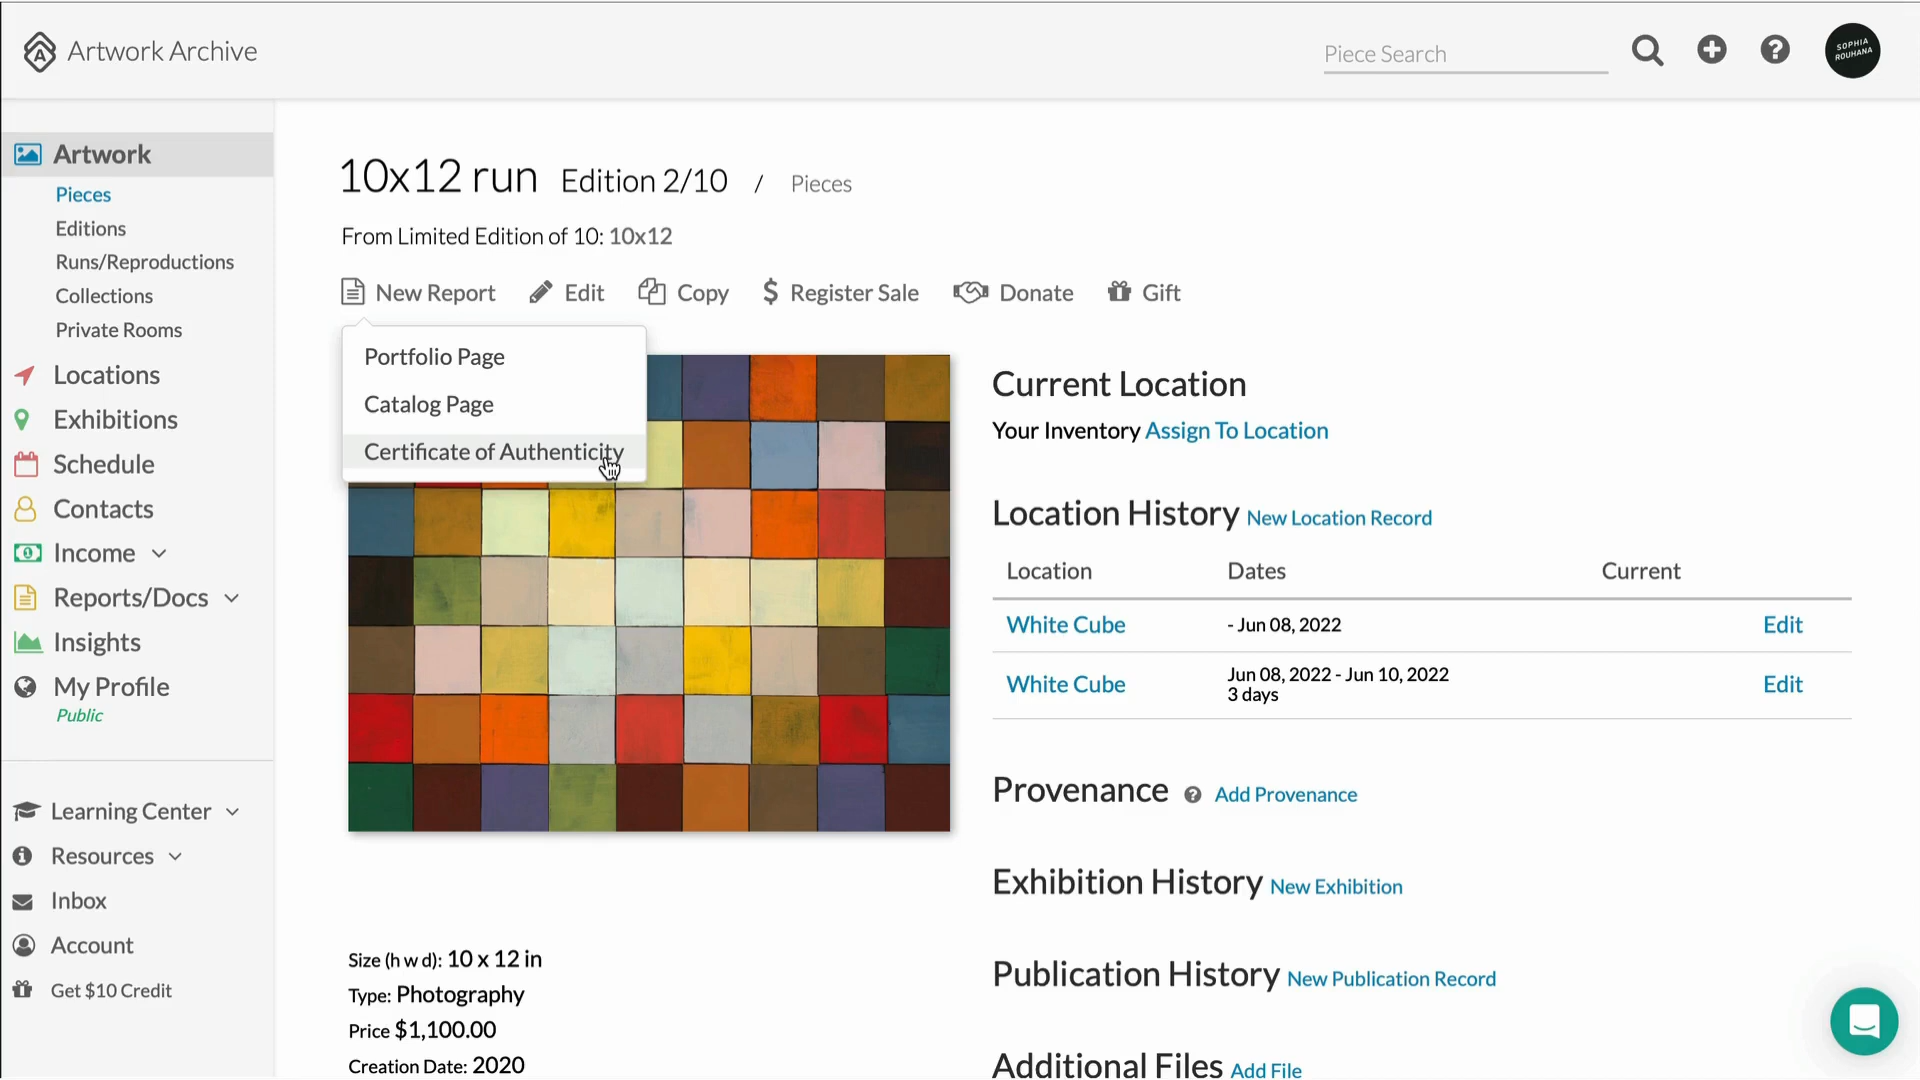 Artwork Archive
Piece Search
SOPHIA
ROUHANA
Artwork
Pieces
Editions
Runs/Reproductions
Collections
Private Rooms
Locations
Exhibitions
Schedule
Contacts
Income
Reports/Docs
Insights
My Profile
Public
Learning Center
Resources
Inbox
Account
Get $10 Credit
10x12 run Edition 2/10 / Pieces
From Limited Edition of 10: 10x12
New Report Edit Copy Register Sale Donate Gift
Portfolio Page
Catalog Page
Certificate of Authenticity
Size (h w d): 10 x 12 in
Type: Photography
Price $1,100.00
Creation Date: 2020
Current Location
Your Inventory Assign To Location
Location History New Location Record
Location Dates Current
White Cube - Jun 08, 2022 Edit
White Cube Jun 08, 2022 - Jun 10, 2022 Edit
3 days
Provenance Add Provenance
Exhibition History New Exhibition
Publication History New Publication Record
Additional Files Add File